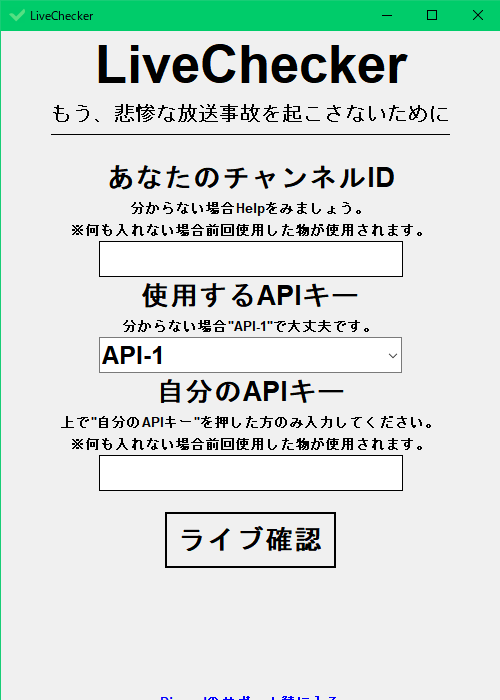 LiveChecker
LiveChecker
もう、悲惨な放送事故を起こさないために
あなたのチャンネルID
分からない場合Helpをみましょう。
※何も入れない場合前回使用した物が使用されます。
使用するAPIキー
分からない場合"API-1"で大丈夫です。
API-1
自分のAPIキー
上で"自分のAPIキー"を押した方のみ入力してください。
※何も入れない場合前回使用した物が使用されます。
ライブ確認